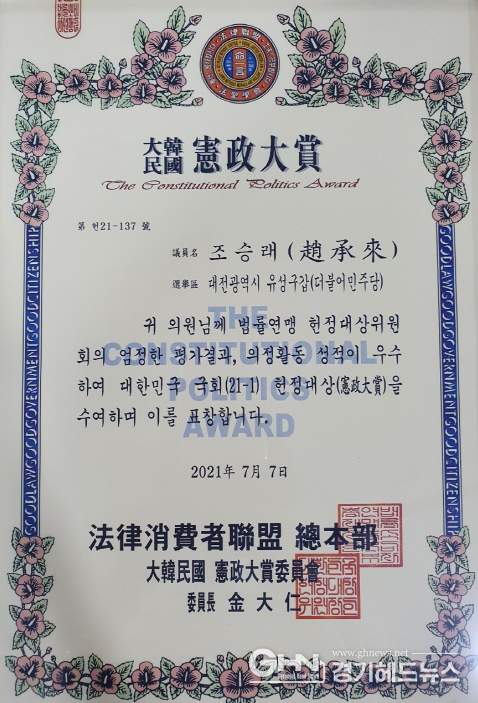 大韓民國 憲政大賞
The Constitutional Politics Award
제 헌21-137 號
議員名 조승래(趙承來)
選擧區 대전광역시 유성구갑(더불어민주당)
THE
CONSTITUTIONAL
POLITICS
AWARD
귀 의원님께 법률연맹 헌정대상위원
회의 엄정한 평가결과, 의정활동 성적이 우수
하여 대한민국 국회(21-1) 헌정대상(憲政大賞)을
수여하며 이를 표창합니다.
2021年 7月 7日
GOODLAWGOODGOVERNMENTGOODCITIZENSHIP
GOODLAWGOODGOVERNMENTGOODCITIZENSHIP
法律消費者聯盟 總本部
大韓民國 憲政大賞委員會
委員長 金大仁
www.ghnews.net
GHN 경기헤드뉴스